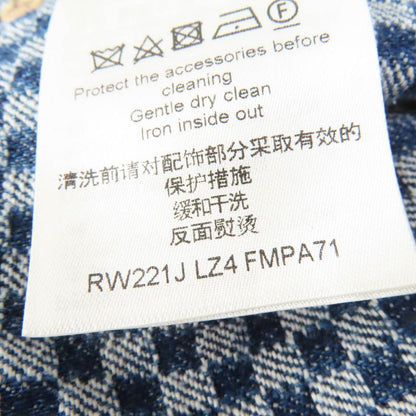 Protect the accessories before
cleaning
Gentle dry clean
Iron inside out
清洗前请对配饰部分采取有效的
保护措施
缓和干洗
反面熨烫
RW221J LZ4 FMPA71